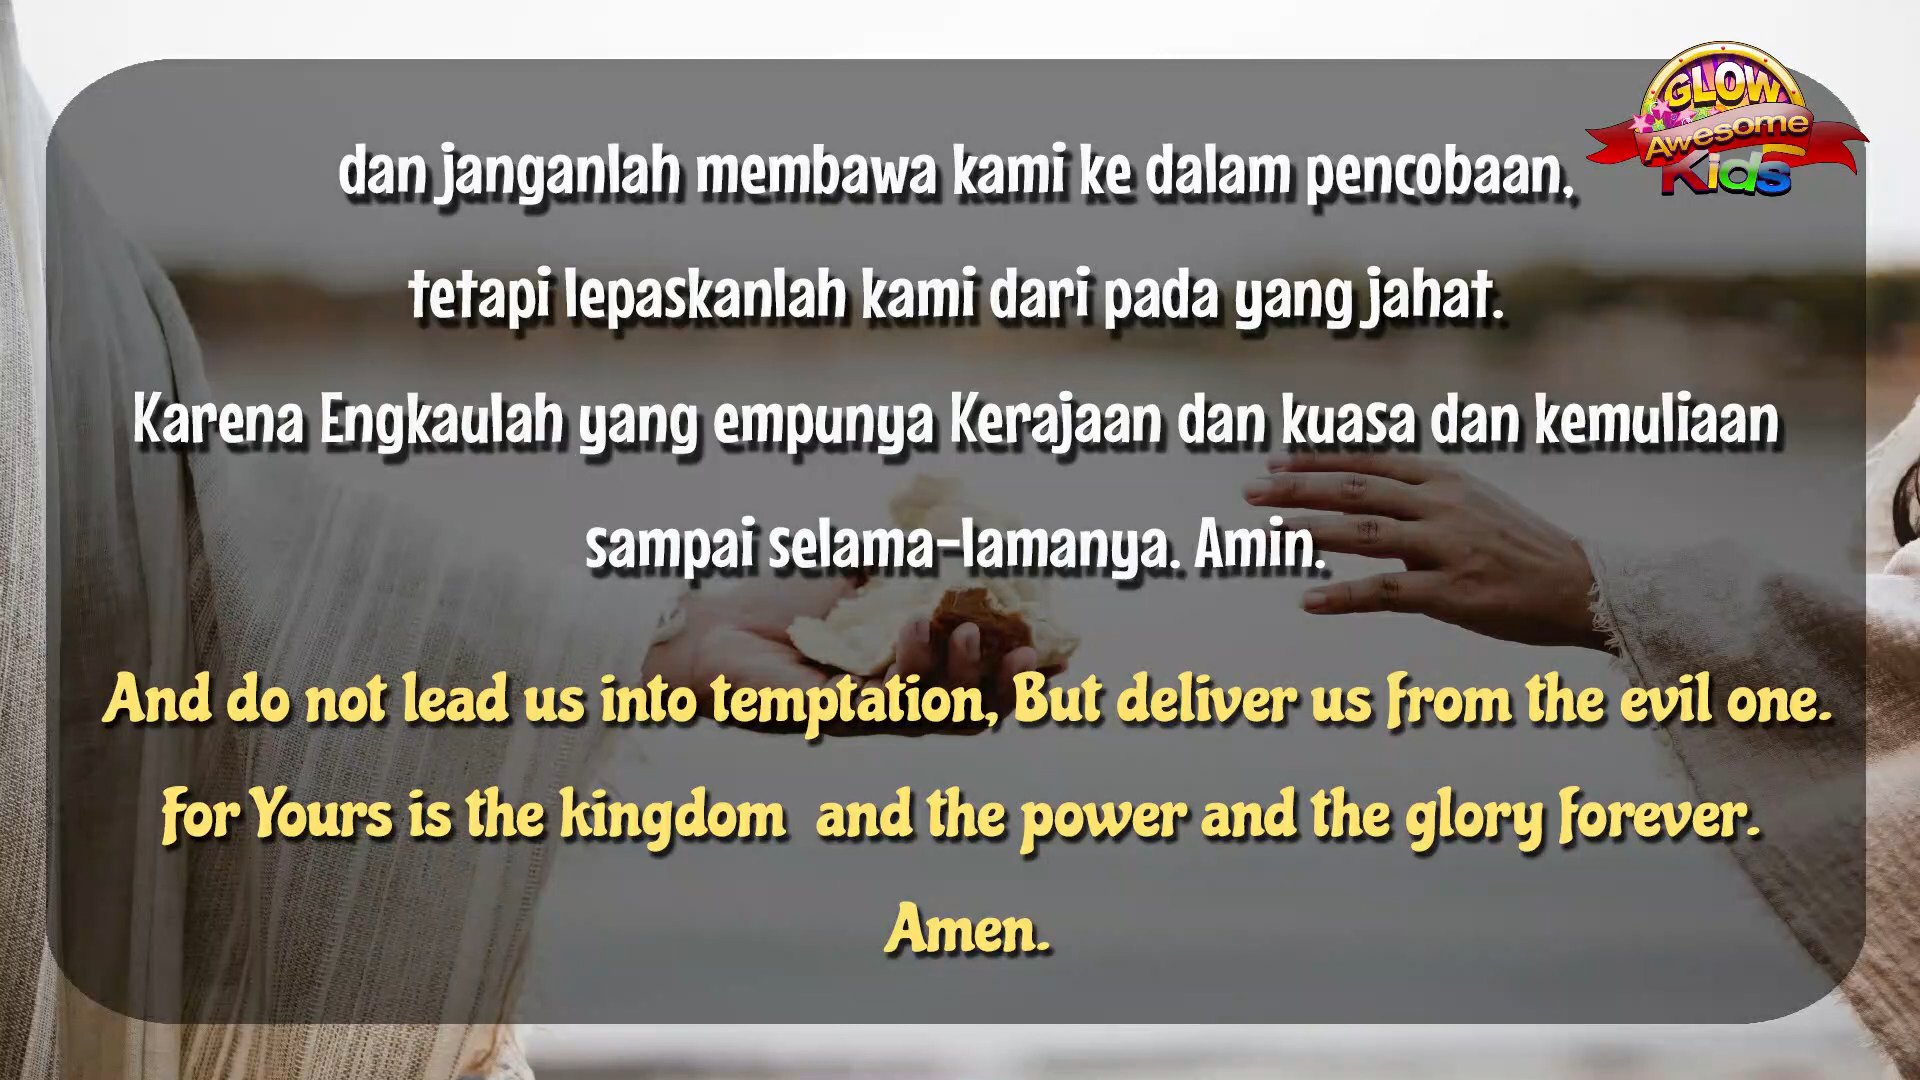 GLOW
Awesome
Kids
dan janganlah membawa kami ke dalam pencobaan,
tetapi lepaskanlah kami dari pada yang jahat.
Karena Engkaulah yang empunya Kerajaan dan kuasa dan kemuliaan
sampai selama-lamanya. Amin.
And do not lead us into temptation, But deliver us from the evil one.
For Yours is the kingdom  and the power and the glory forever.
Amen.